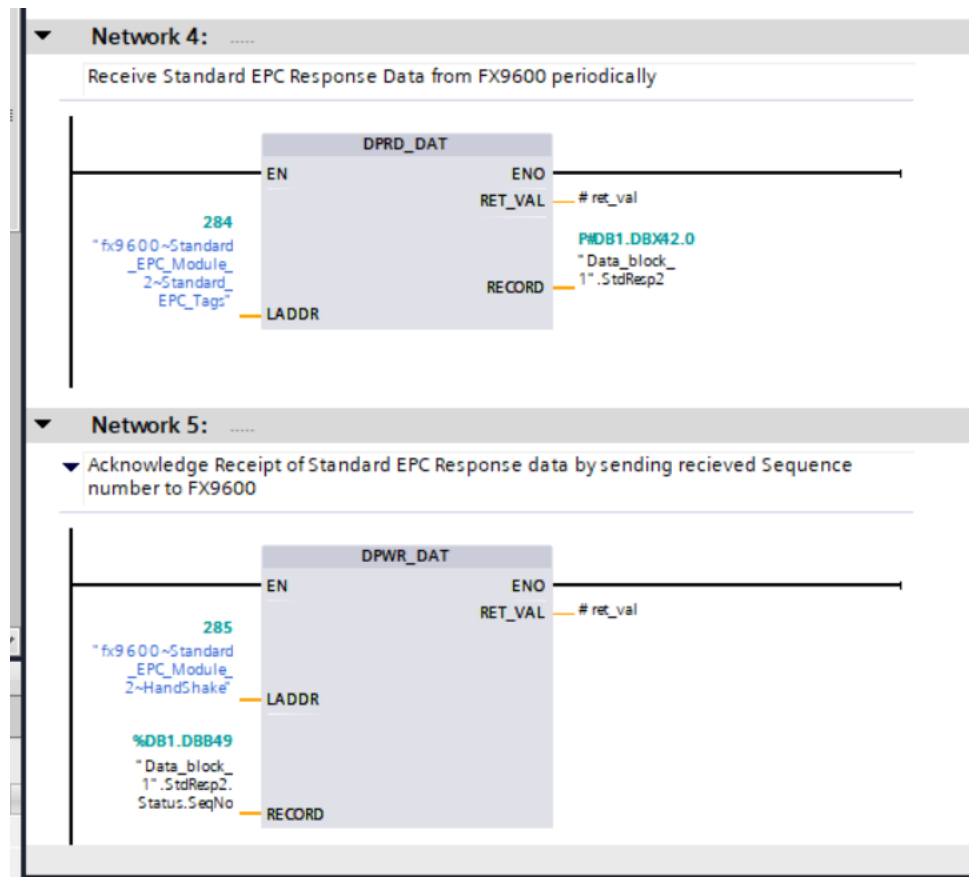 Network 4: .....
Receive Standard EPC Response Data from FX9600 periodically
DPRD_DAT
EN
ENO
RET_VAL
# ret_val
284
"fx9600~Standard
_EPC_Module_
2~Standard_
EPC_Tags"
LADDR
P#DB1.DBX42.0
"Data_block_
1".StdResp2
RECORD
Network 5: .....
Acknowledge Receipt of Standard EPC Response data by sending recieved Sequence
number to FX9600
DPWR_DAT
EN
ENO
RET_VAL
# ret_val
285
"fx9600~Standard
_EPC_Module_
2~HandShake"
LADDR
%DB1.DBB49
"Data_block_
1".StdResp2.
Status.SeqNo
RECORD